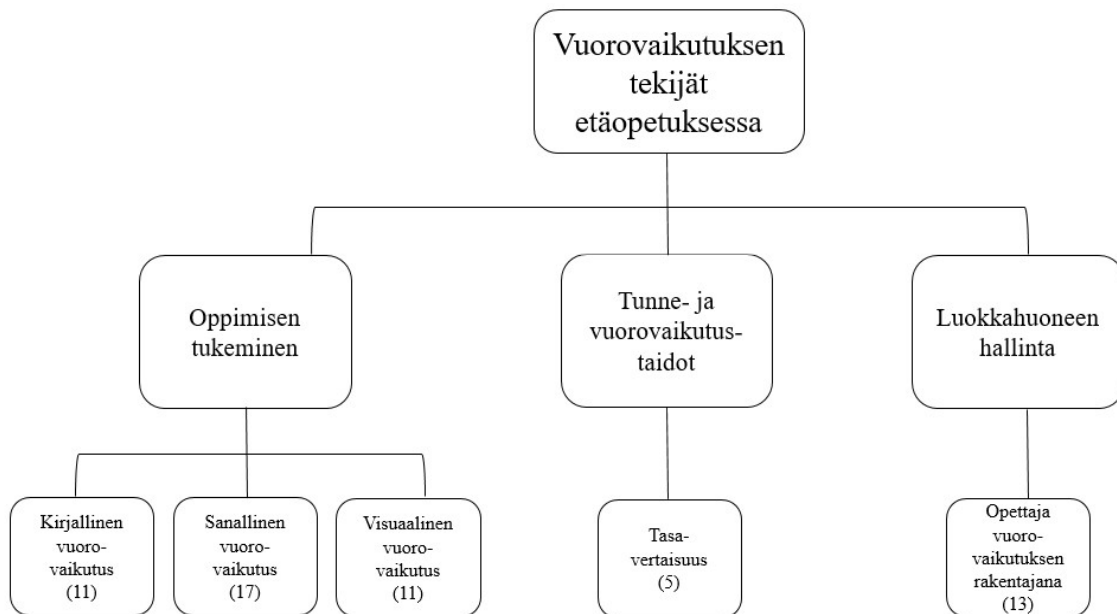 Vuorovaikutuksen
tekijät
etäopetuksessa
Oppimisen
tukeminen
Tunne- ja
vuorovaikutus-
taidot
Luokkahuoneen
hallinta
Kirjallinen
vuoro-
vaikutus
(11)
Sanallinen
vuoro-
vaikutus
(17)
Visuaalinen
vuoro-
vaikutus
(11)
Tasa-
vertaisuus
(5)
Opettaja
vuoro-
vaikutuksen
rakentajana
(13)